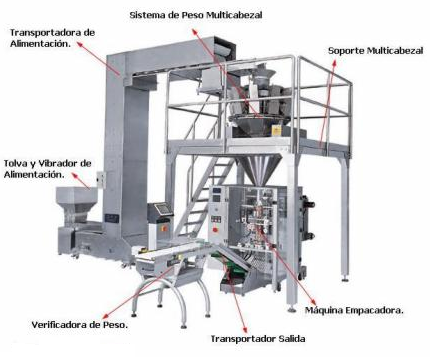 Sistema de Peso Multicabezal
Transportadora de
Alimentación.
Soporte Multicabezal
Tolva y Vibrador de
Alimentación.
Máquina Empacadora.
Verificadora de Peso.
Transportador Salida